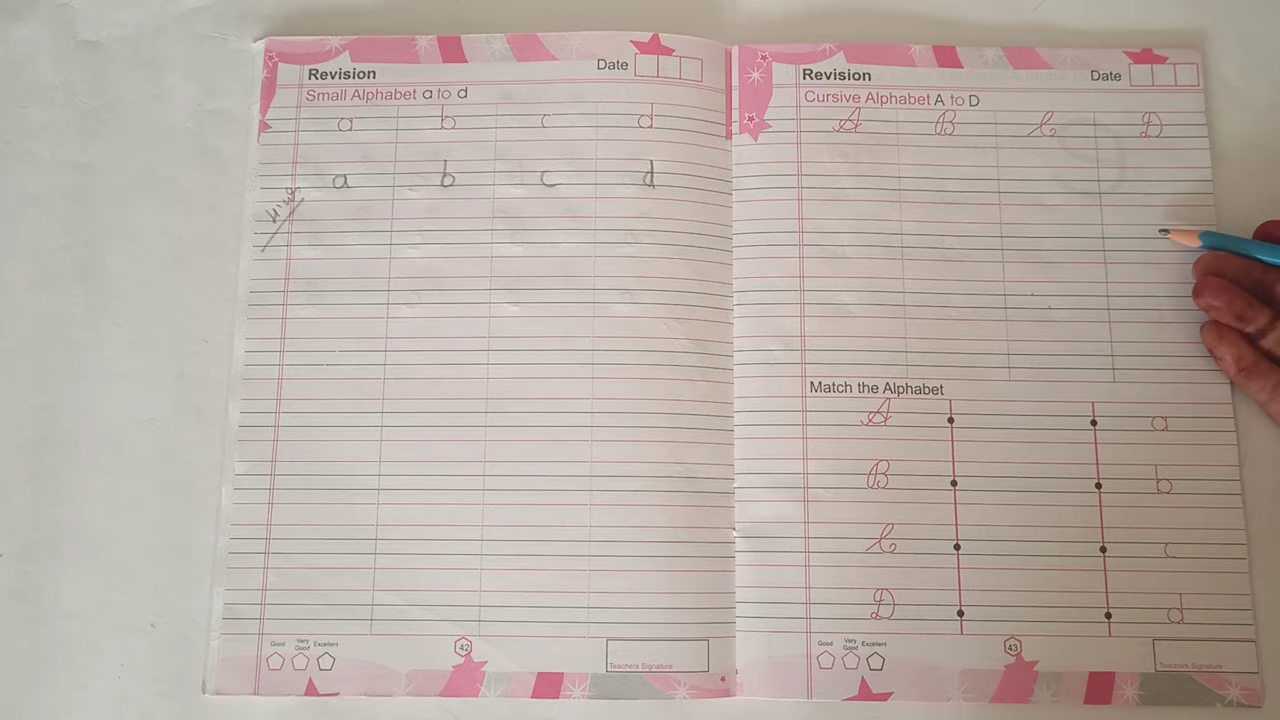 Revision
Date
Small Alphabet a to d
a b c d
a b c d
Good Very Good Excellent
42
Teachers Signature
Revision
Date
Cursive Alphabet A to D
A B C D
Match the Alphabet
A a
B b
C c
D d
Good Very Good Excellent
43
Teachers Signature